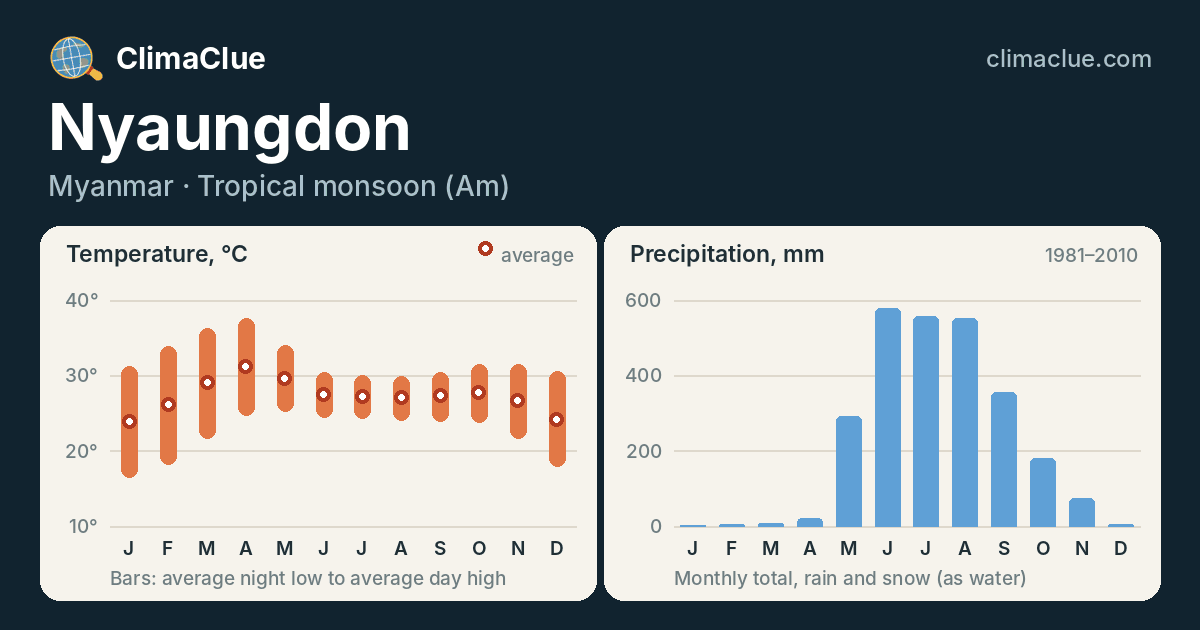 ClimaClue
climaclue.com
Nyaungdon
Myanmar · Tropical monsoon (Am)
Temperature, °C
average
40°
30°
20°
10°
J F M A M J J A S O N D
Bars: average night low to average day high
Precipitation, mm
1981–2010
600
400
200
0
J F M A M J J A S O N D
Monthly total, rain and snow (as water)